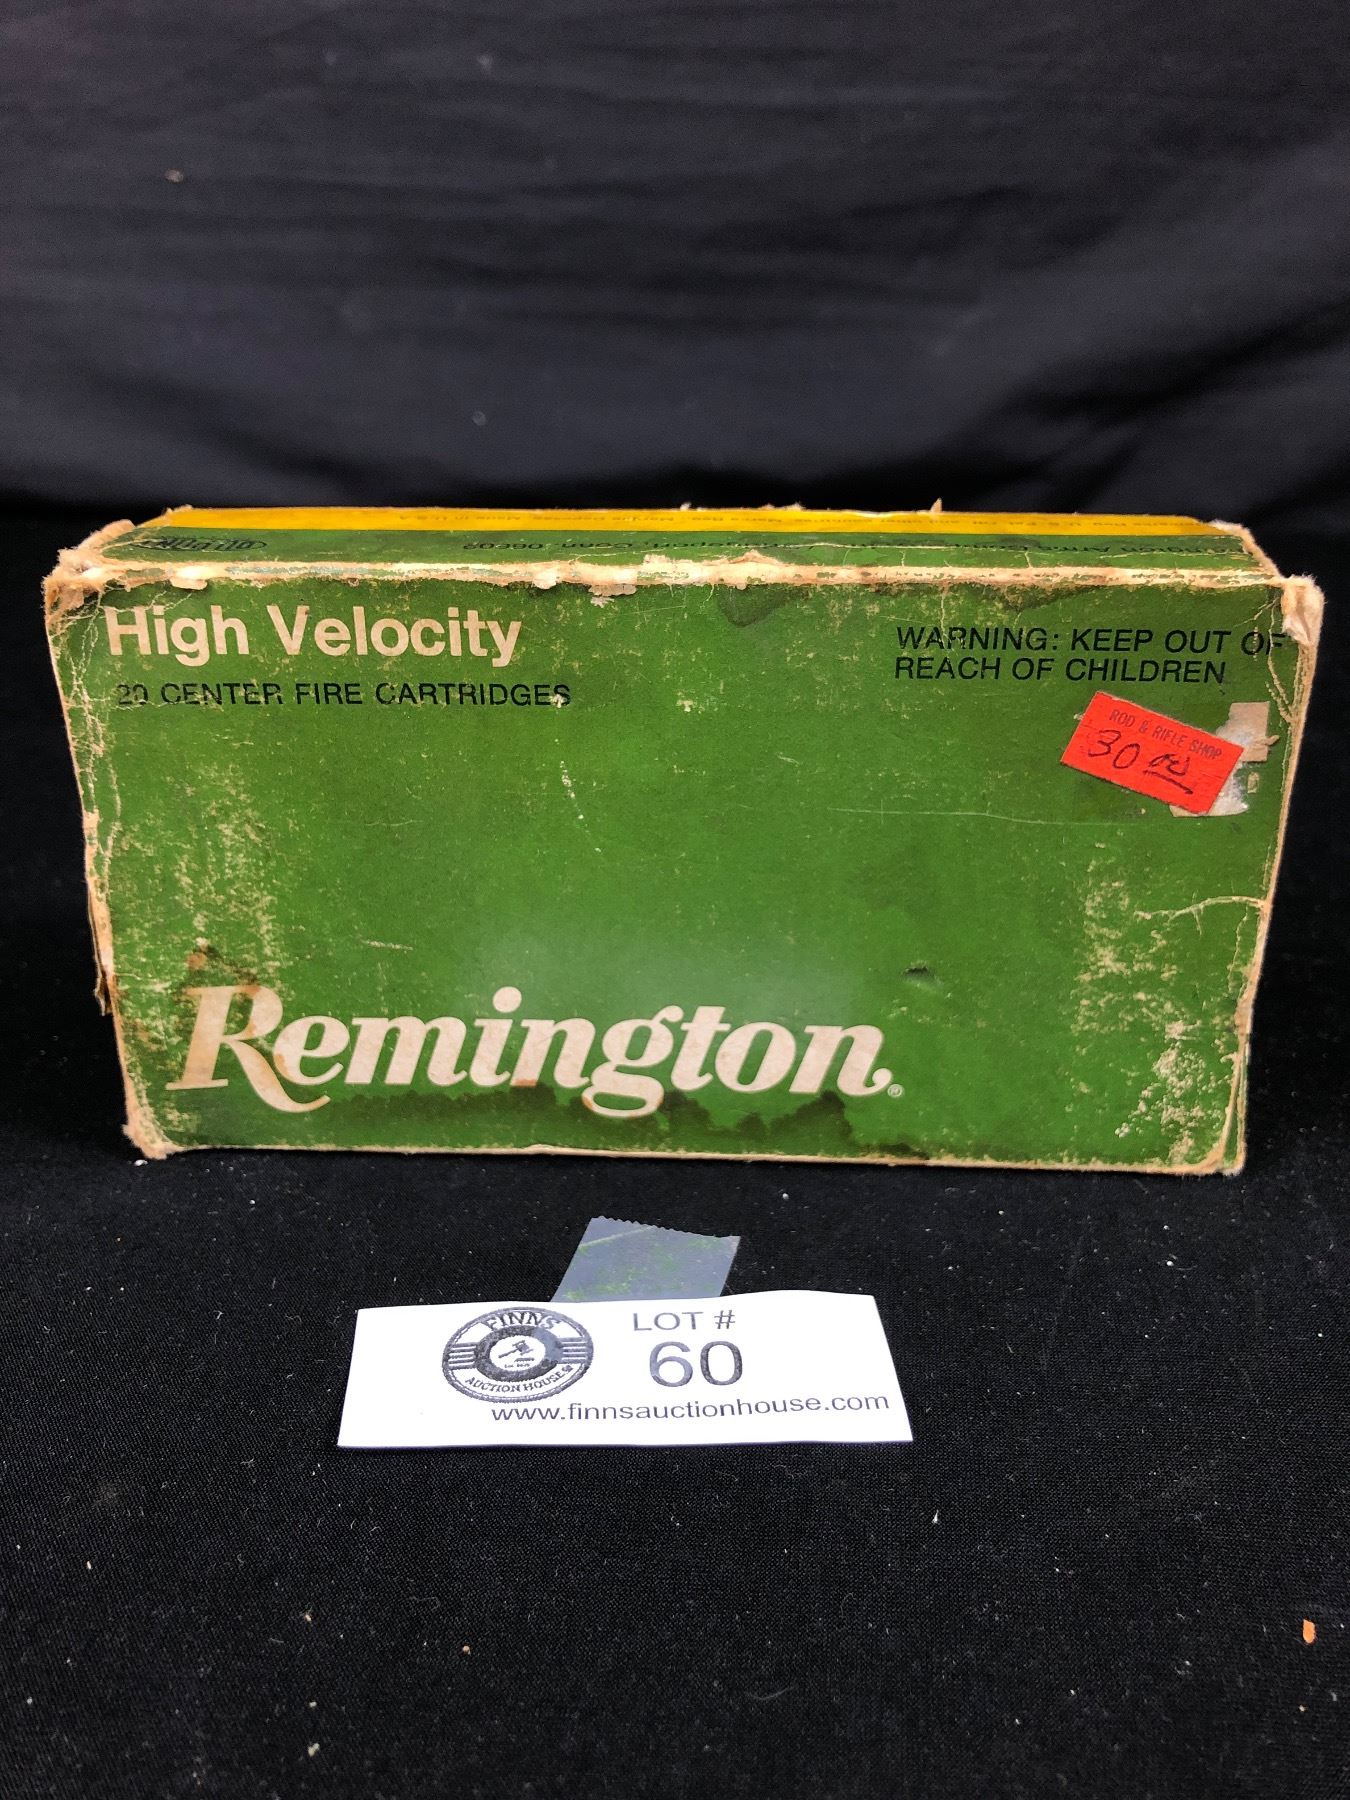 High Velocity
20 CENTER FIRE CARTRIDGES
WARNING: KEEP OUT OF
REACH OF CHILDREN
ROD & RIFLE SHOP
30.00
Remington®
FINNS
AUCTION HOUSE
LOT #
60
www.finnsauctionhouse.com